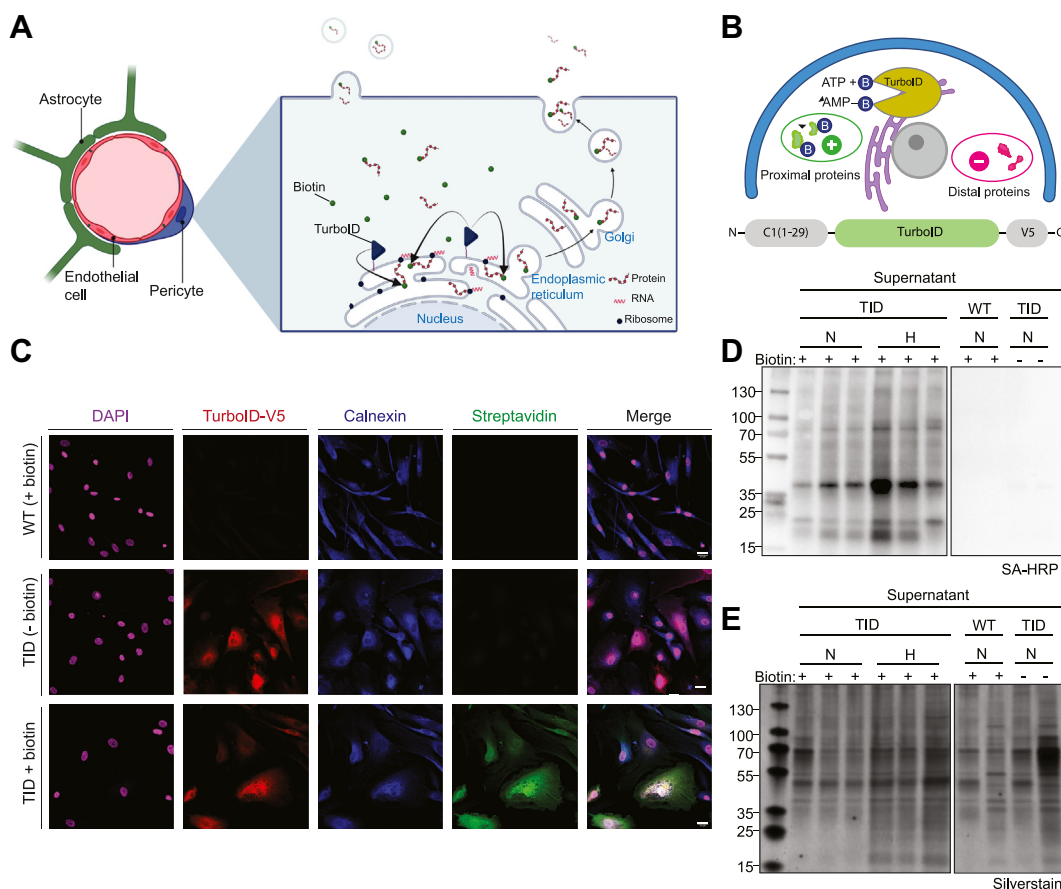 A
Astrocyte
Endothelial
cell
Pericyte
Biotin
TurboID
Golgi
Endoplasmic
reticulum
Nucleus
Protein
RNA
Ribosome
B
ATP + B
TurboID
AMP- B
B
B
+
-
Proximal proteins
Distal proteins
N- C1(1-29) TurboID V5 -C
C
DAPI TurboID-V5 Calnexin Streptavidin Merge
WT (+ biotin)
TID (- biotin)
TID + biotin
D
Supernatant
TID WT TID
N H N N
Biotin: + + + + + + + + - -
130
100
70
55
35
25
15
SA-HRP
E
Supernatant
TID WT TID
N H N N
Biotin: + + + + + + + + - -
130
100
70
55
35
25
15
Silverstain